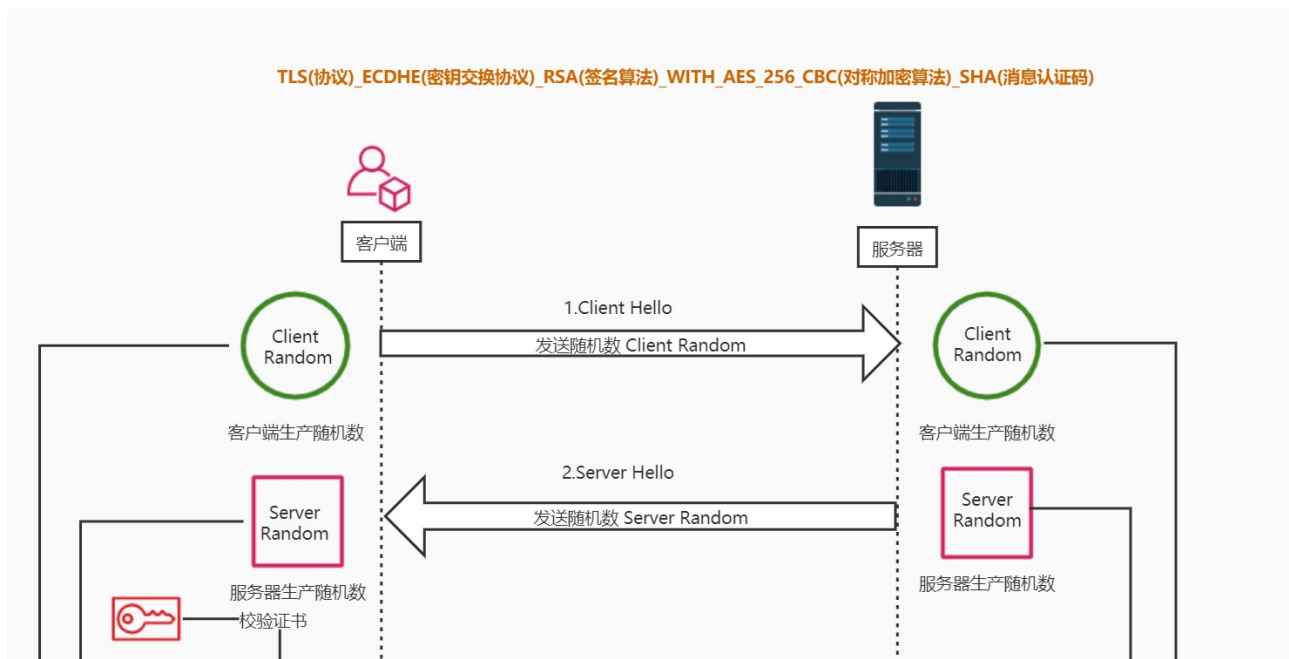 TLS(协议)_ECDHE(密钥交换协议)_RSA(签名算法)_WITH_AES_256_CBC(对称加密算法)_SHA(消息认证码)
客户端
服务器
1.Client Hello
Client
Random
发送随机数 Client Random
Client
Random
客户端生产随机数
客户端生产随机数
2.Server Hello
Server
Random
发送随机数 Server Random
Server
Random
服务器生产随机数
服务器生产随机数
校验证书